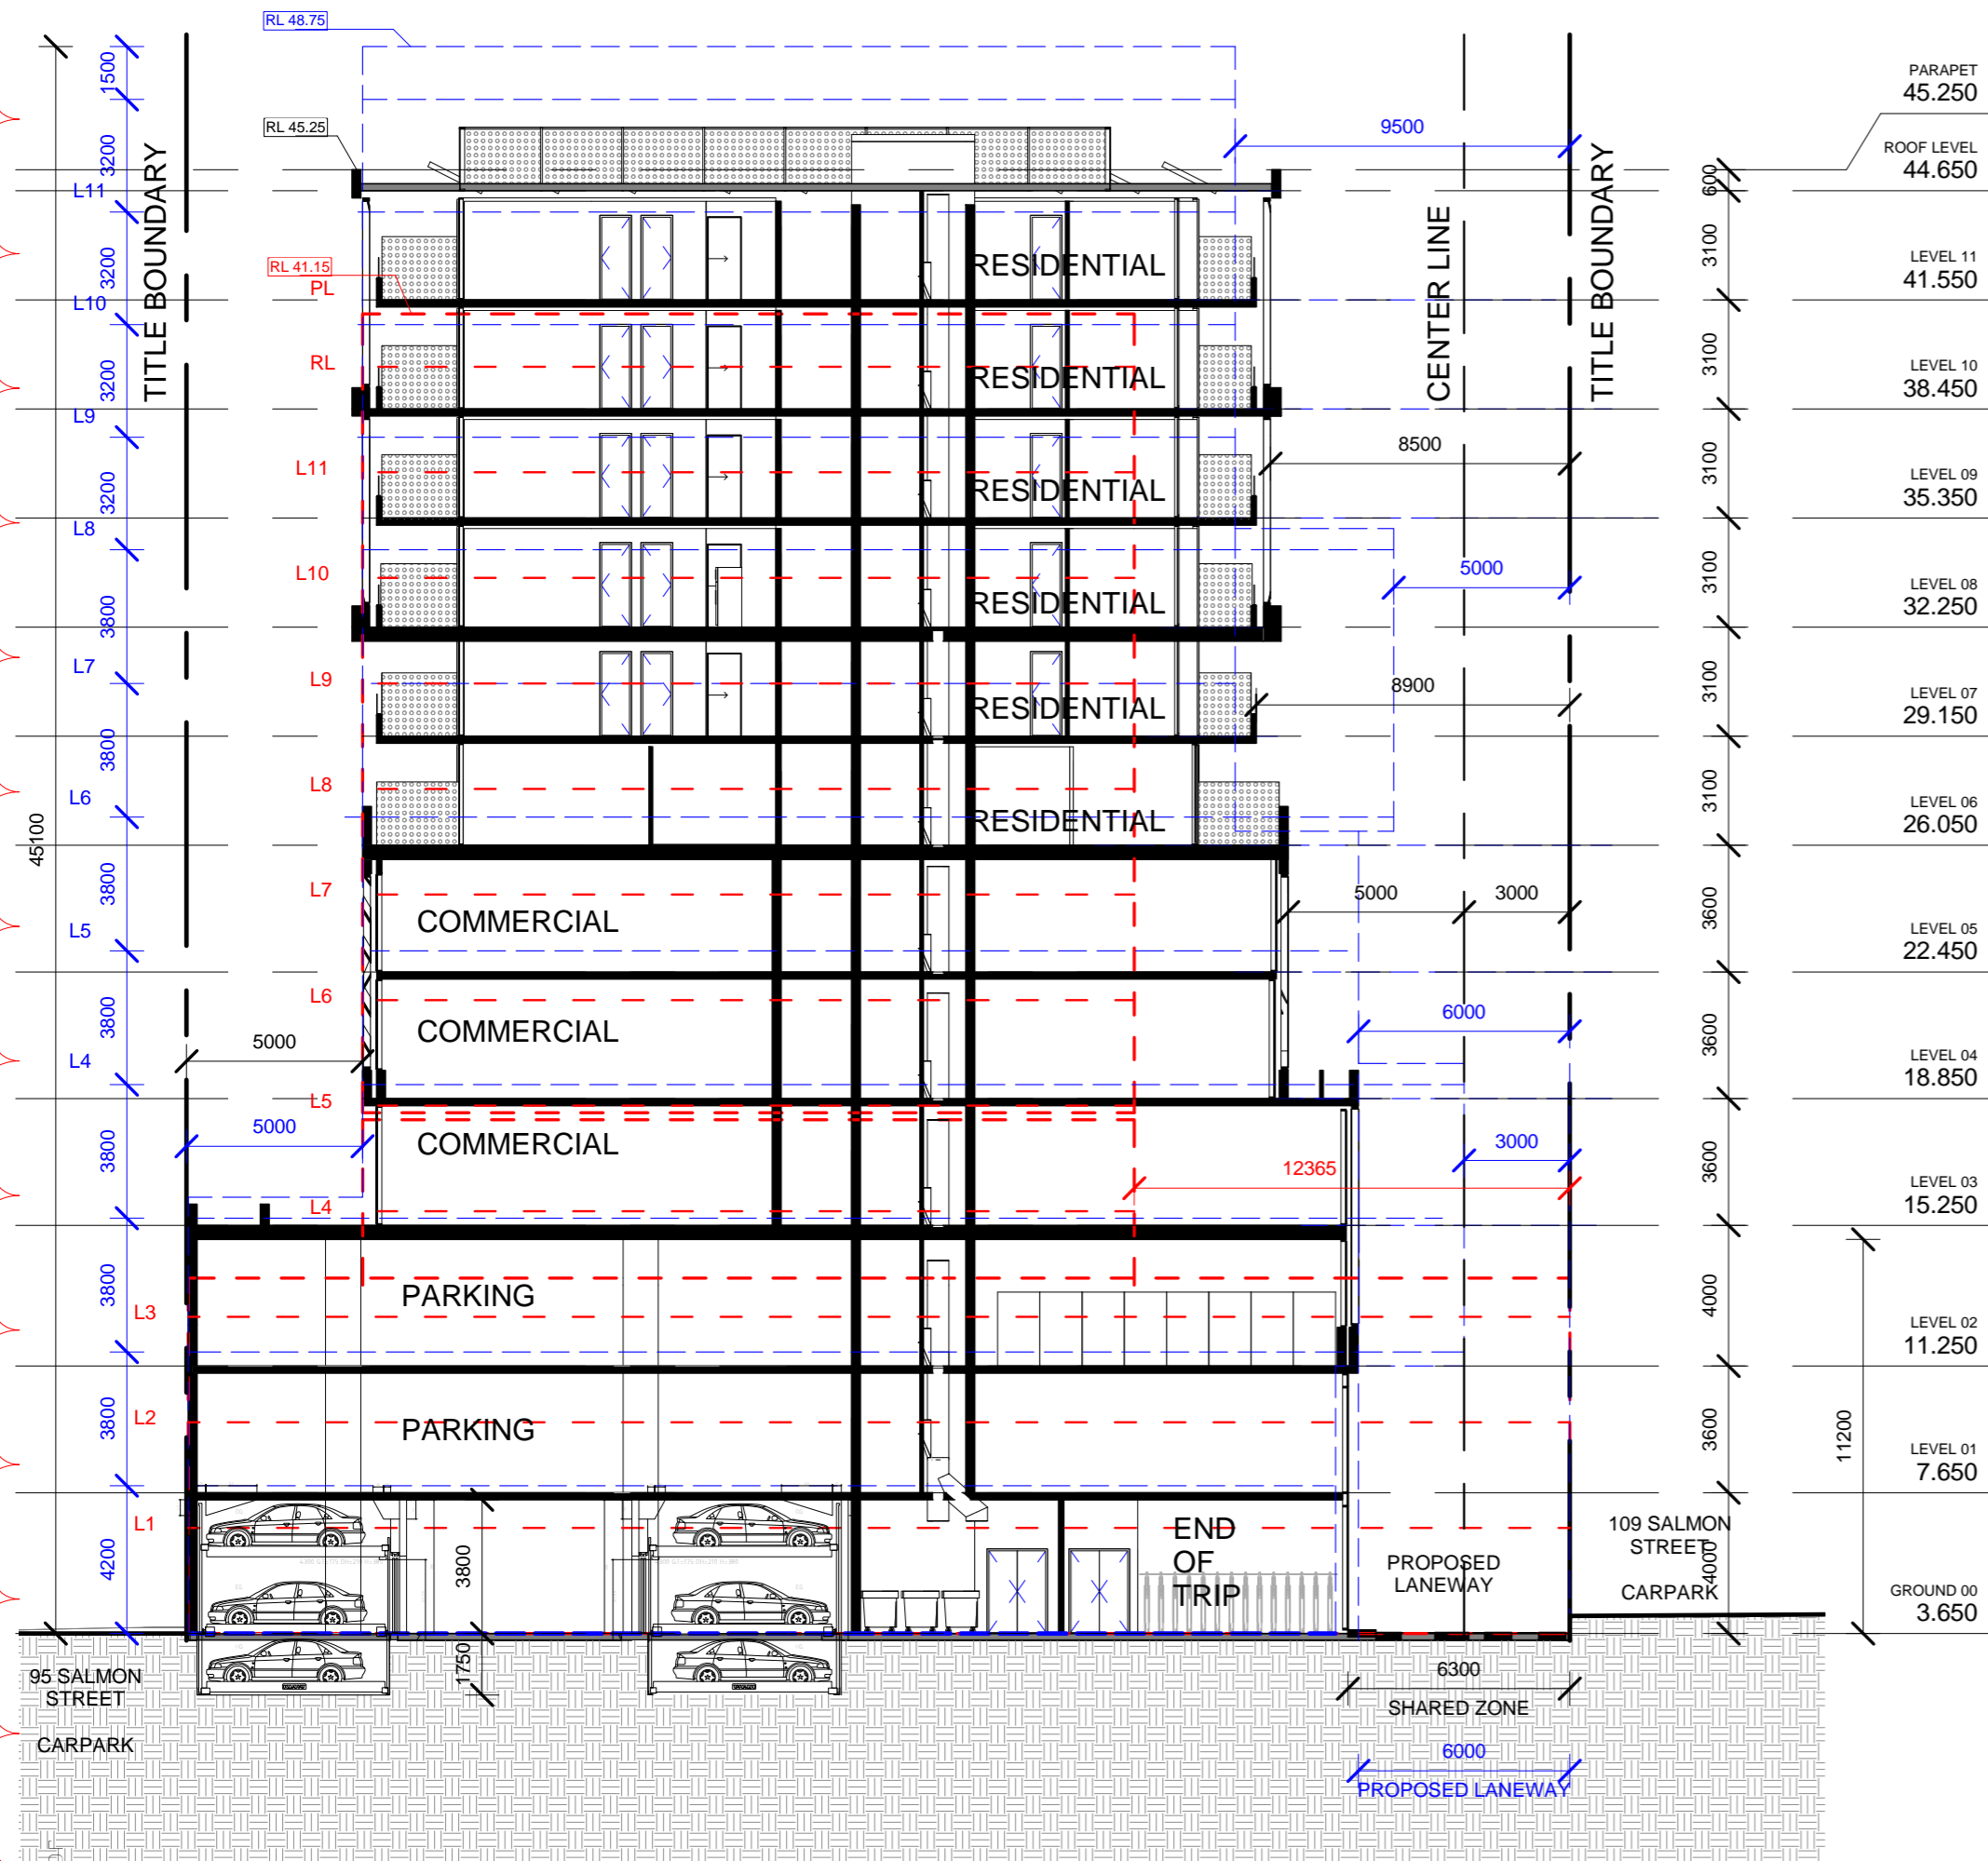 RL 48.75
RL 45.25
RL 41.15
PL
RL
L11
L10
L9
L8
L7
L6
L5
L4
L3
L2
L1
1500
3200
L11
3200
L10
3200
L9
3200
L8
3800
L7
3800
L6
3800
L5
3800
L4
3800
3800
3800
4200
45100
TITLE BOUNDARY
CENTER LINE
TITLE BOUNDARY
RESIDENTIAL
RESIDENTIAL
RESIDENTIAL
RESIDENTIAL
RESIDENTIAL
RESIDENTIAL
COMMERCIAL
COMMERCIAL
COMMERCIAL
PARKING
PARKING
END
OF
TRIP
PROPOSED
LANEWAY
109 SALMON
STREET
CARPARK
95 SALMON
STREET
CARPARK
9500
8500
5000
8900
5000
3000
6000
3000
12365
5000
5000
3800
1750
6300
SHARED ZONE
6000
PROPOSED LANEWAY
600
3100
3100
3100
3100
3100
3100
3600
3600
3600
4000
3600
4000
11200
PARAPET
45.250
ROOF LEVEL
44.650
LEVEL 11
41.550
LEVEL 10
38.450
LEVEL 09
35.350
LEVEL 08
32.250
LEVEL 07
29.150
LEVEL 06
26.050
LEVEL 05
22.450
LEVEL 04
18.850
LEVEL 03
15.250
LEVEL 02
11.250
LEVEL 01
7.650
GROUND 00
3.650